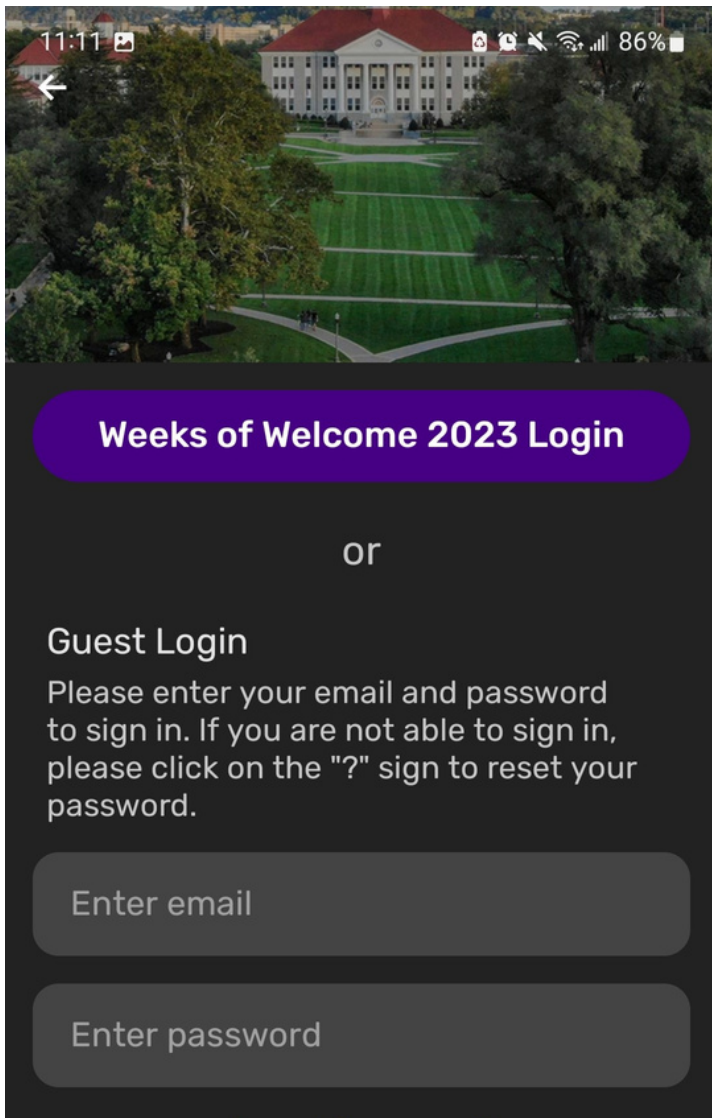 11:11 86%
Weeks of Welcome 2023 Login
or
Guest Login
Please enter your email and password
to sign in. If you are not able to sign in,
please click on the "?" sign to reset your
password.
Enter email
Enter password